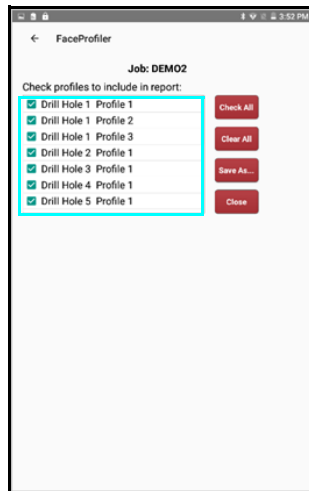 3:52 PM
← FaceProfiler
Job: DEMO2
Check profiles to include in report:
Drill Hole 1 Profile 1
Drill Hole 1 Profile 2
Drill Hole 1 Profile 3
Drill Hole 2 Profile 1
Drill Hole 3 Profile 1
Drill Hole 4 Profile 1
Drill Hole 5 Profile 1
Check All
Clear All
Save As...
Close